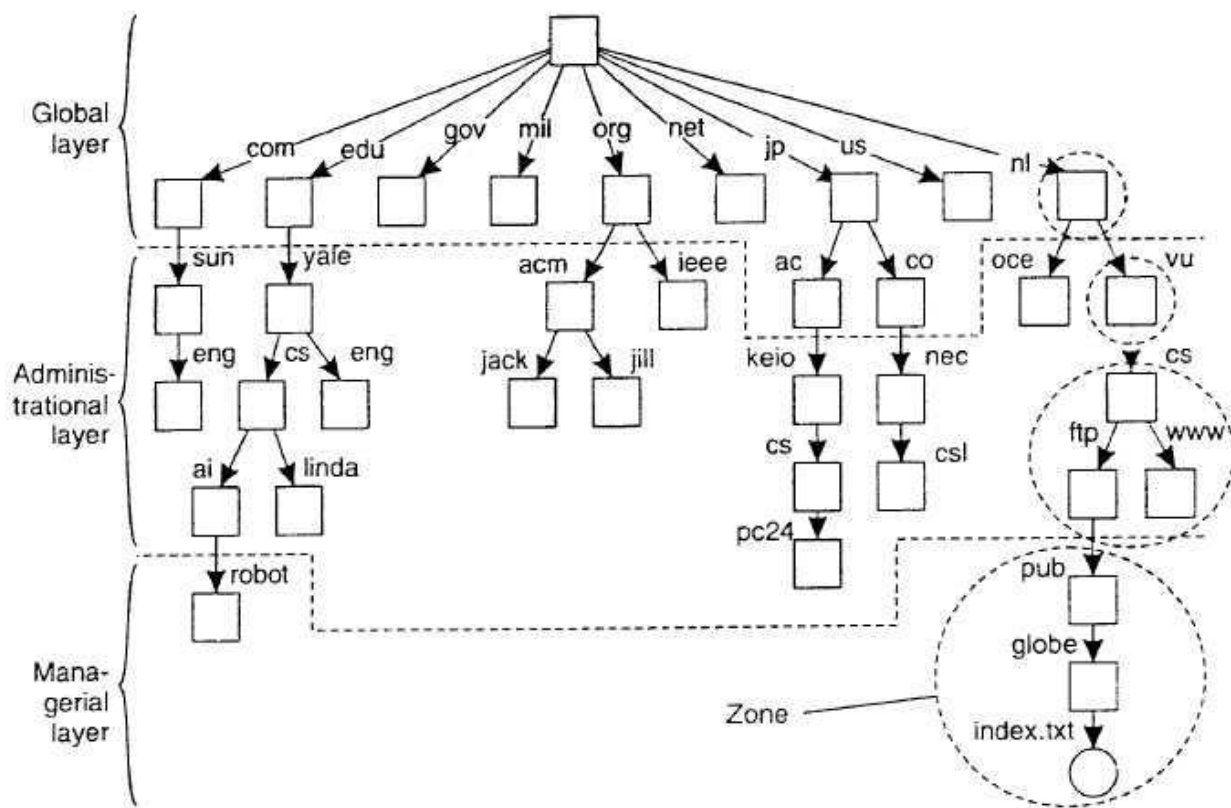 Global
layer
com
edu
gov
mil
org
net
jp
us
nl
sun
yale
acm
ieee
ac
co
oce
vu
Adminis-
trational
layer
eng
cs
eng
jack
jill
keio
nec
cs
ai
linda
cs
csl
ftp
www
pc24
Mana-
gerial
layer
robot
pub
globe
Zone
index.txt